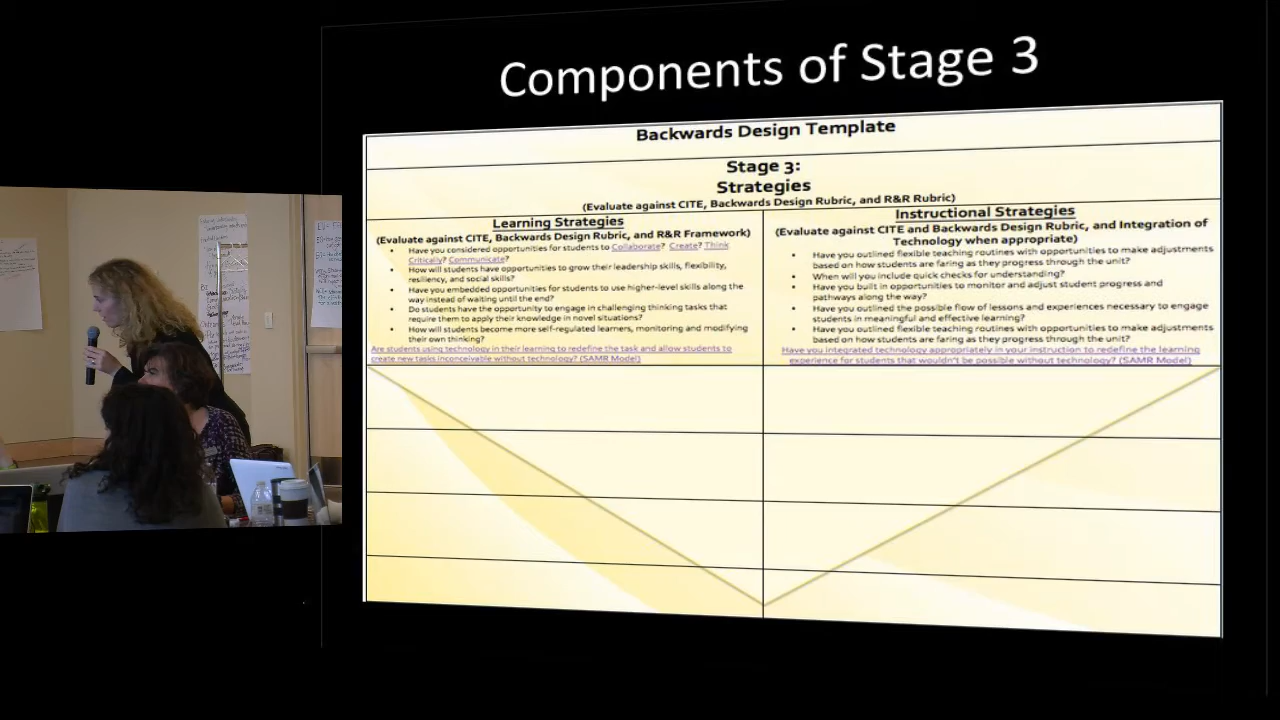 Components of Stage 3
Backwards Design Template
Stage 3:
Strategies
(Evaluate against CITE, Backwards Design Rubric, and R&R Rubric)
Learning Strategies
(Evaluate against CITE, Backwards Design Rubric, and R&R Framework)
Have you considered opportunities for students to Collaborate? Create? Think
Critically? Communicate?
How will students have opportunities to grow their leadership skills, flexibility,
resiliency, and social skills?
Have you embedded opportunities for students to use higher-level skills along the
way instead of waiting until the end?
Do students have the opportunity to engage in challenging thinking tasks that
require them to apply their knowledge in novel situations?
How will students become more self-regulated learners, monitoring and modifying
their own thinking?
Are students using technology in their learning to redefine the task and allow students to
create new tasks inconceivable without technology? (SAMR Model)
Instructional Strategies
(Evaluate against CITE and Backwards Design Rubric, and Integration of
Technology when appropriate)
Have you outlined flexible teaching routines with opportunities to make adjustments
based on how students are faring as they progress through the unit?
When will you include quick checks for understanding?
Have you built in opportunities to monitor and adjust student progress and
pathways along the way?
Have you outlined the possible flow of lessons and experiences necessary to engage
students in meaningful and effective learning?
Have you outlined flexible teaching routines with opportunities to make adjustments
based on how students are faring as they progress through the unit?
Have you integrated technology appropriately in your instruction to redefine the learning
experience for students that wouldn't be possible without technology? (SAMR Model)